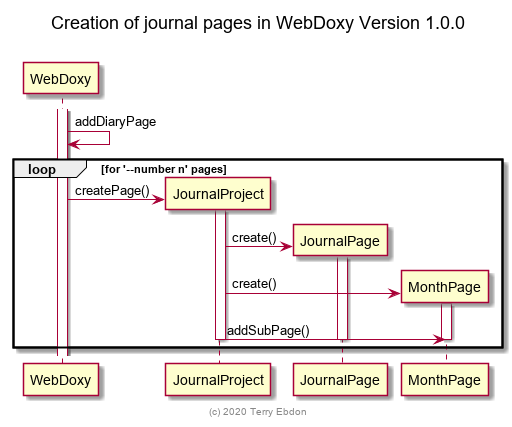 Creation of journal pages in WebDoxy Version 1.0.0
WebDoxy
addDiaryPage
loop [for '--number n' pages]
createPage() JournalProject
create() JournalPage
create() MonthPage
addSubPage()
WebDoxy JournalProject JournalPage MonthPage
(c) 2020 Terry Ebdon